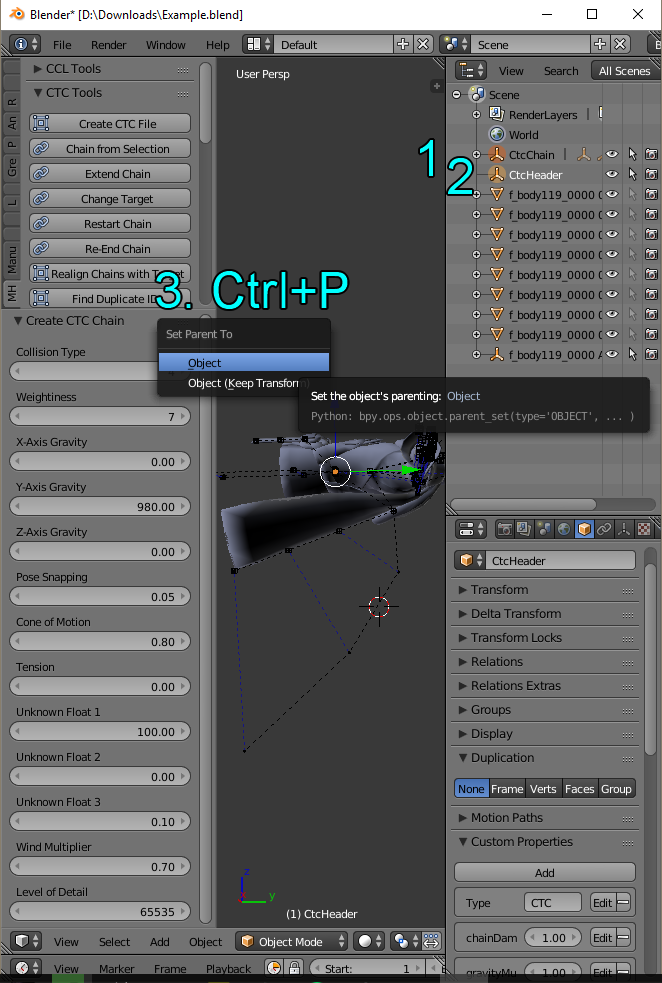 Blender* [D:\Downloads\Example.blend]
File Render Window Help Default Scene
CCL Tools
CTC Tools
Create CTC File
Chain from Selection
Extend Chain
Change Target
Restart Chain
Re-End Chain
Realign Chains with Target
Find Duplicate ID
R
An
P
Gre
L
Manu
MH
Create CTC Chain
Collision Type
Weightiness
7
X-Axis Gravity
0.00
Y-Axis Gravity
980.00
Z-Axis Gravity
0.00
Pose Snapping
0.05
Cone of Motion
0.80
Tension
0.00
Unknown Float 1
100.00
Unknown Float 2
0.00
Unknown Float 3
0.10
Wind Multiplier
0.70
Level of Detail
65535
User Persp
1
2
3. Ctrl+P
Set Parent To
Object
Object (Keep Transform)
Set the object's parenting: Object
Python: bpy.ops.object.parent_set(type='OBJECT', ... )
z
y
(1) CtcHeader
View Select Add Object Object Mode
View Marker Frame Playback Start: 1
View Search All Scenes
Scene
RenderLayers
World
CtcChain
CtcHeader
f_body119_0000
f_body119_0000
f_body119_0000
f_body119_0000
f_body119_0000
f_body119_0000
f_body119_0000
f_body119_0000
f_body119_0000 A
CtcHeader
Transform
Delta Transform
Transform Locks
Relations
Relations Extras
Groups
Display
Duplication
None Frame Verts Faces Group
Motion Paths
Custom Properties
Add
Type CTC Edit
chainDam 1.00 Edit
gravityMu 1.00 Edit